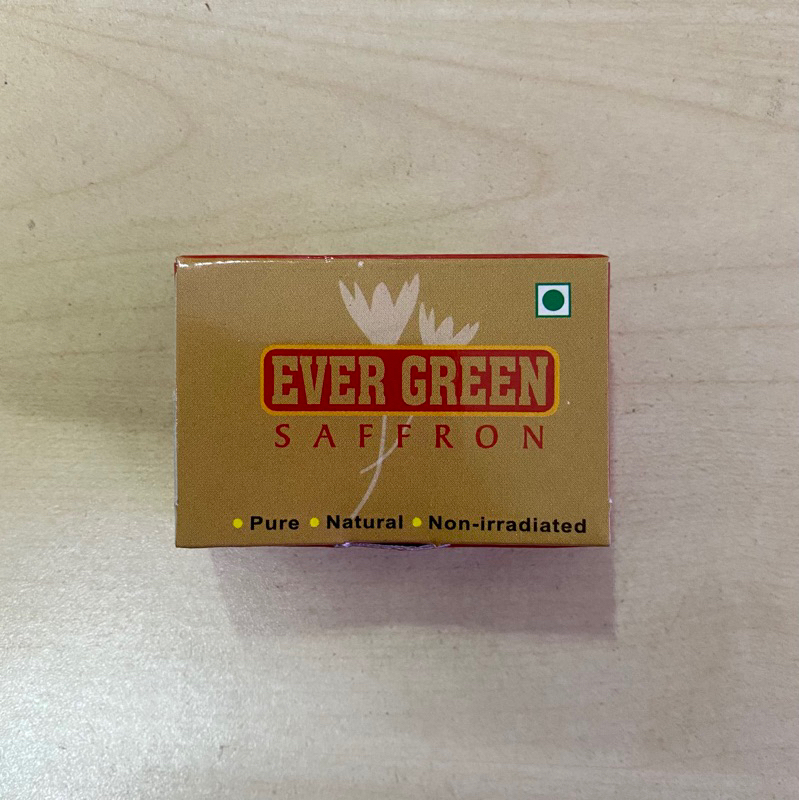 EVER GREEN
SAFFRON
• Pure • Natural • Non-irradiated